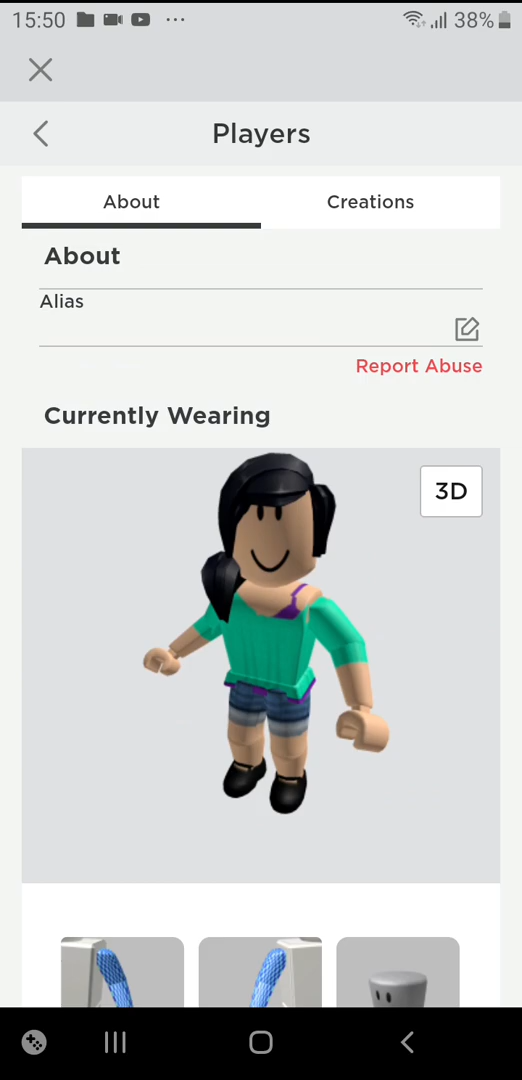 15:50 38%
Players
About Creations
About
Alias
Report Abuse
Currently Wearing
3D